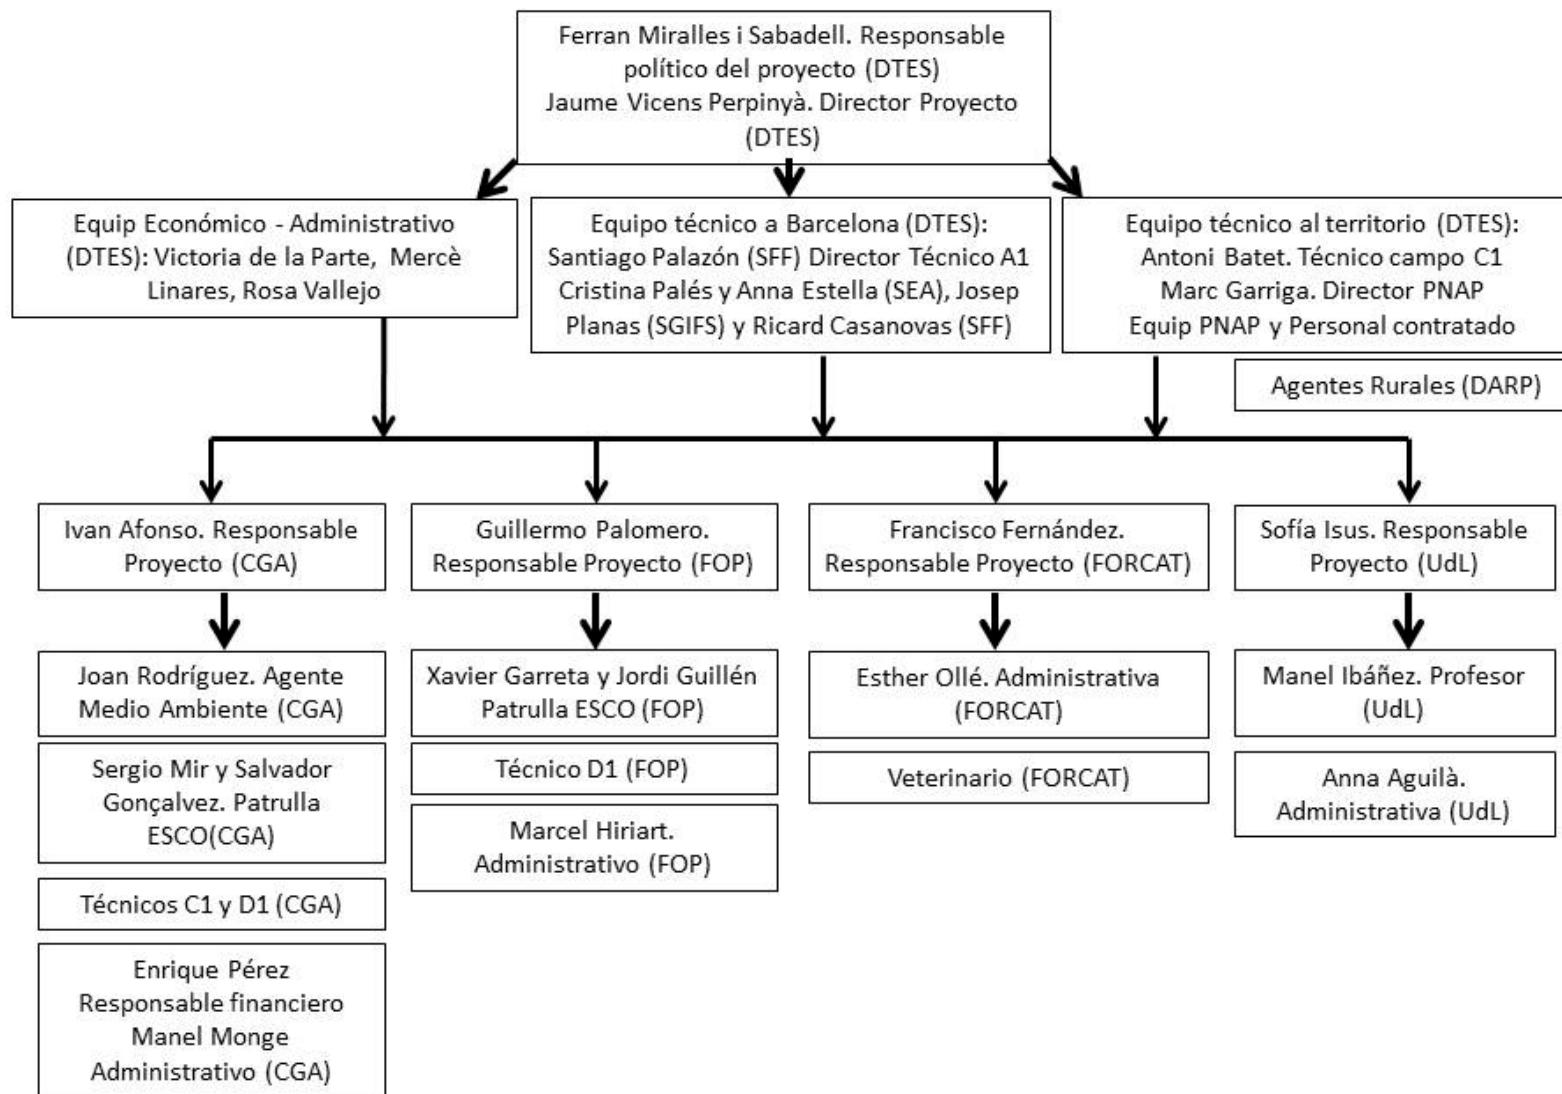 Ferran Miralles i Sabadell. Responsable
político del proyecto (DTES)
Jaume Vicens Perpinyà. Director Proyecto
(DTES)
Equip Económico - Administrativo
(DTES): Victoria de la Parte, Mercè
Linares, Rosa Vallejo
Equipo técnico a Barcelona (DTES):
Santiago Palazón (SFF) Director Técnico A1
Cristina Palés y Anna Estella (SEA), Josep
Planas (SGIFS) y Ricard Casanovas (SFF)
Equipo técnico al territorio (DTES):
Antoni Batet. Técnico campo C1
Marc Garriga. Director PNAP
Equip PNAP y Personal contratado
Agentes Rurales (DARP)
Ivan Afonso. Responsable
Proyecto (CGA)
Guillermo Palomero.
Responsable Proyecto (FOP)
Francisco Fernández.
Responsable Proyecto (FORCAT)
Sofía Isus. Responsable
Proyecto (UdL)
Joan Rodríguez. Agente
Medio Ambiente (CGA)
Sergio Mir y Salvador
Gonçalvez. Patrulla
ESCO(CGA)
Técnicos C1 y D1 (CGA)
Enrique Pérez
Responsable financiero
Manel Monge
Administrativo (CGA)
Xavier Garreta y Jordi Guillén
Patrulla ESCO (FOP)
Técnico D1 (FOP)
Marcel Hiriart.
Administrativo (FOP)
Esther Ollé. Administrativa
(FORCAT)
Veterinario (FORCAT)
Manel Ibáñez. Profesor
(UdL)
Anna Aguilà.
Administrativa (UdL)